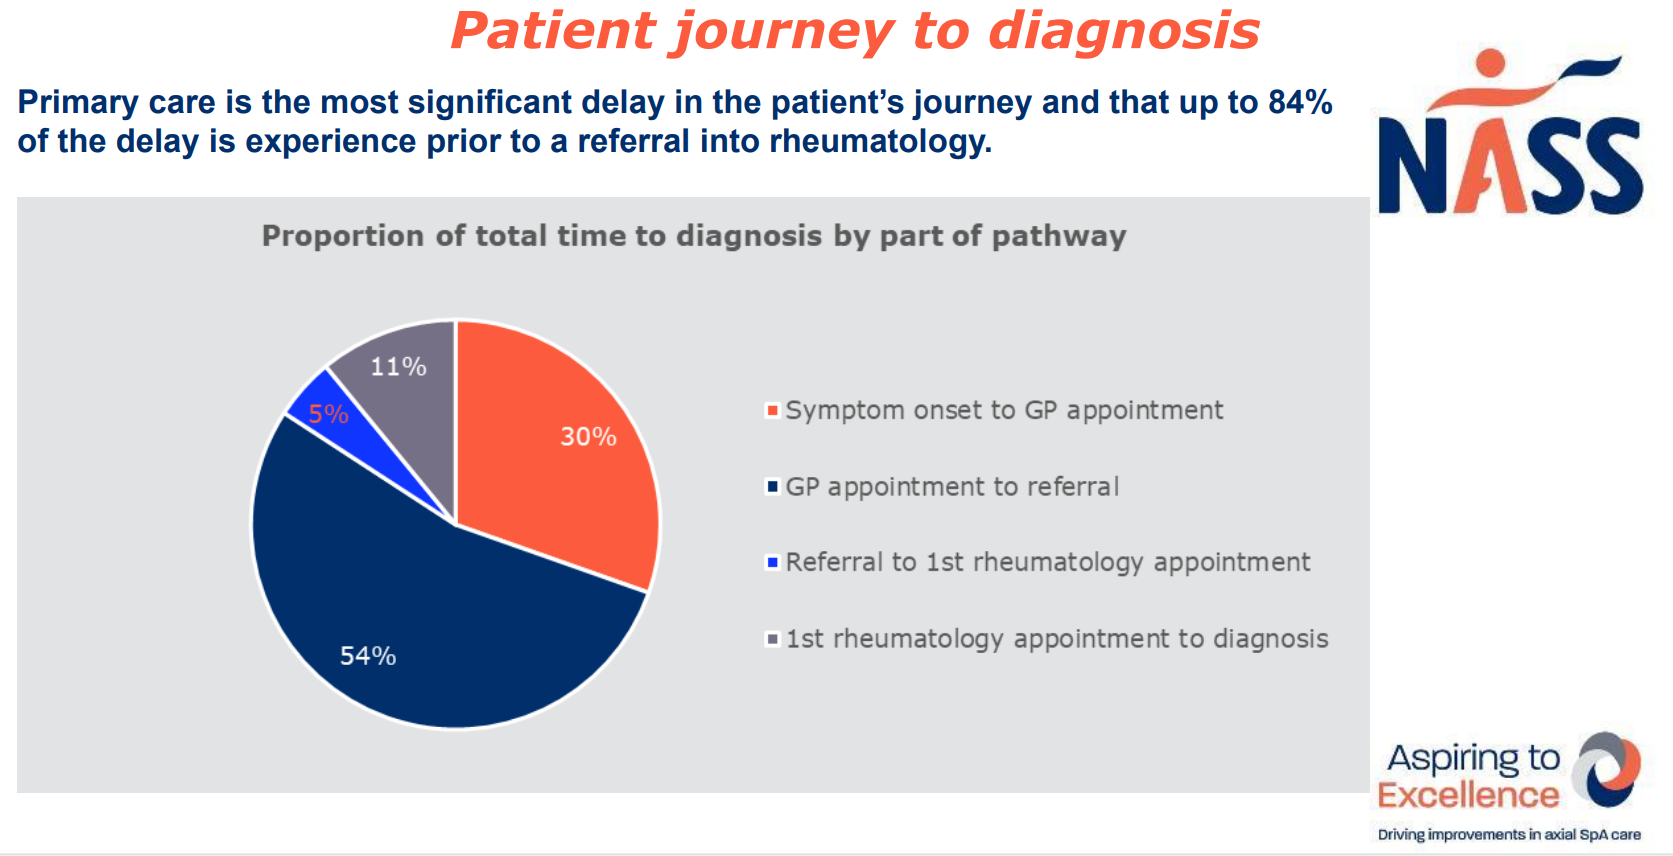 Patient journey to diagnosis
Primary care is the most significant delay in the patient’s journey and that up to 84%
of the delay is experience prior to a referral into rheumatology.
NASS
Proportion of total time to diagnosis by part of pathway
11%
5%
30%
54%
Symptom onset to GP appointment
GP appointment to referral
Referral to 1st rheumatology appointment
1st rheumatology appointment to diagnosis
Aspiring to
Excellence
Driving improvements in axial SpA care